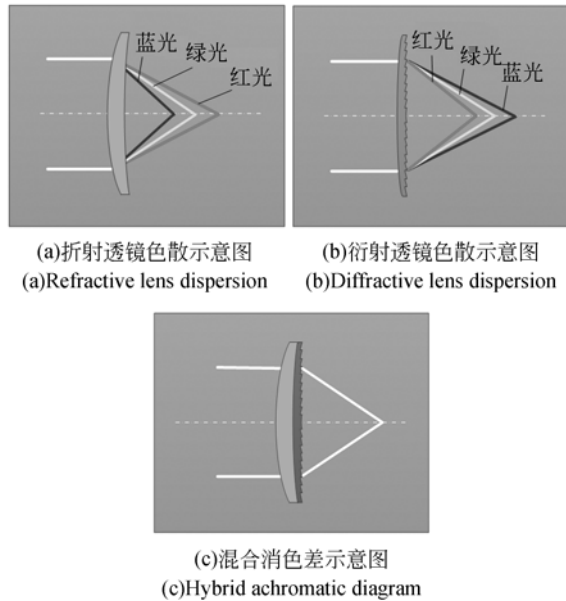 蓝光
绿光
红光
红光
绿光
蓝光
(a)折射透镜色散示意图
(a)Refractive lens dispersion
(b)衍射透镜色散示意图
(b)Diffractive lens dispersion
(c)混合消色差示意图
(c)Hybrid achromatic diagram